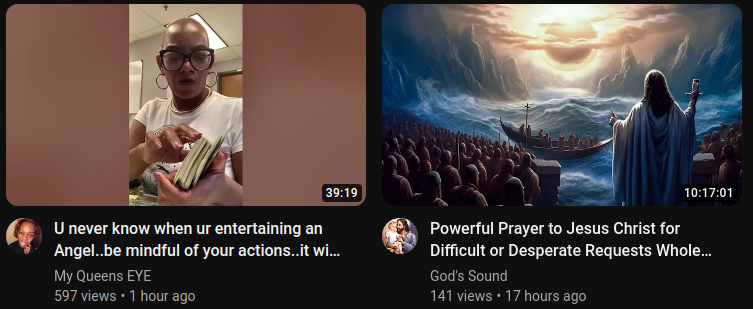 39:19
10:17:01
U never know when ur entertaining an
Angel..be mindful of your actions..it wi...
My Queens EYE
597 views • 1 hour ago
Powerful Prayer to Jesus Christ for
Difficult or Desperate Requests Whole...
God's Sound
141 views • 17 hours ago